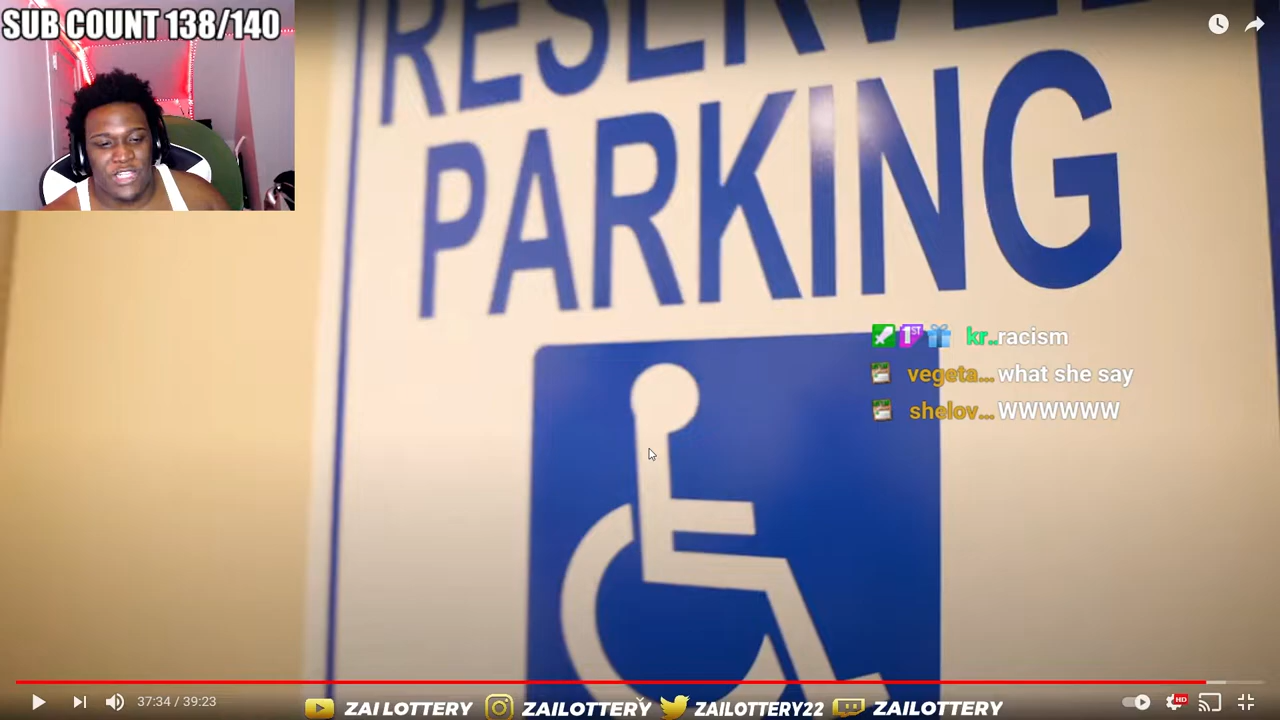 SUB COUNT 138/140
RESERVED
PARKING
kr..racism
vegeta...what she say
shelov...WWWWWW
37:34 / 39:23
HD
ZAI LOTTERY ZAILOTTERY ZAILOTTERY22 ZAILOTTERY